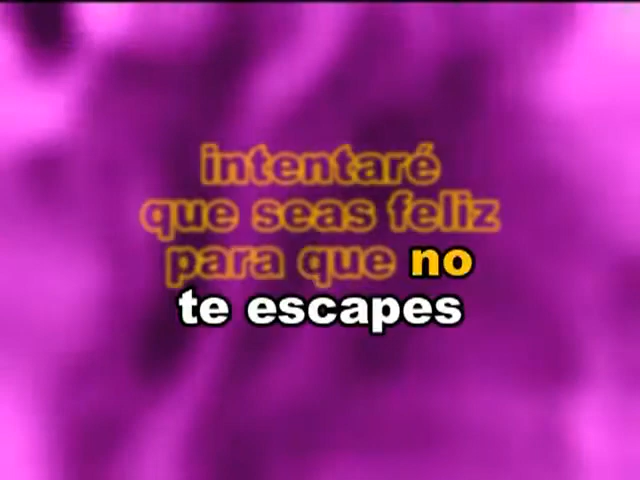 intentaré
que seas feliz
para que no
te escapes